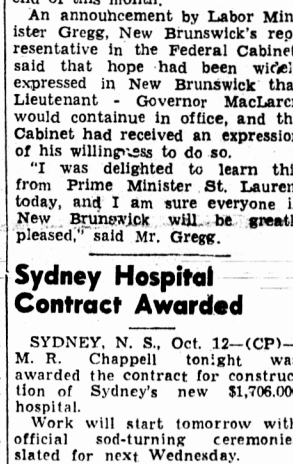 end of this month.
An announcement by Labor Min
ister Gregg, New Brunswick's rep
resentative in the Federal Cabinet
said that hope had been widel
expressed in New Brunswick tha
Lieutenant - Governor MacLare
would containue in office, and th
Cabinet had received an expressio
of his willingness to do so.
"I was delighted to learn thi
from Prime Minister St. Lauren
today, and I am sure everyone i
New Brunswick will be greatl
pleased," said Mr. Gregg.
Sydney Hospital
Contract Awarded
SYDNEY, N. S., Oct. 12—(CP)—
M. R. Chappell tonight wa
awarded the contract for construc
tion of Sydney's new $1,706.00
hospital.
Work will start tomorrow with
official sod-turning ceremonie
slated for next Wednesday.